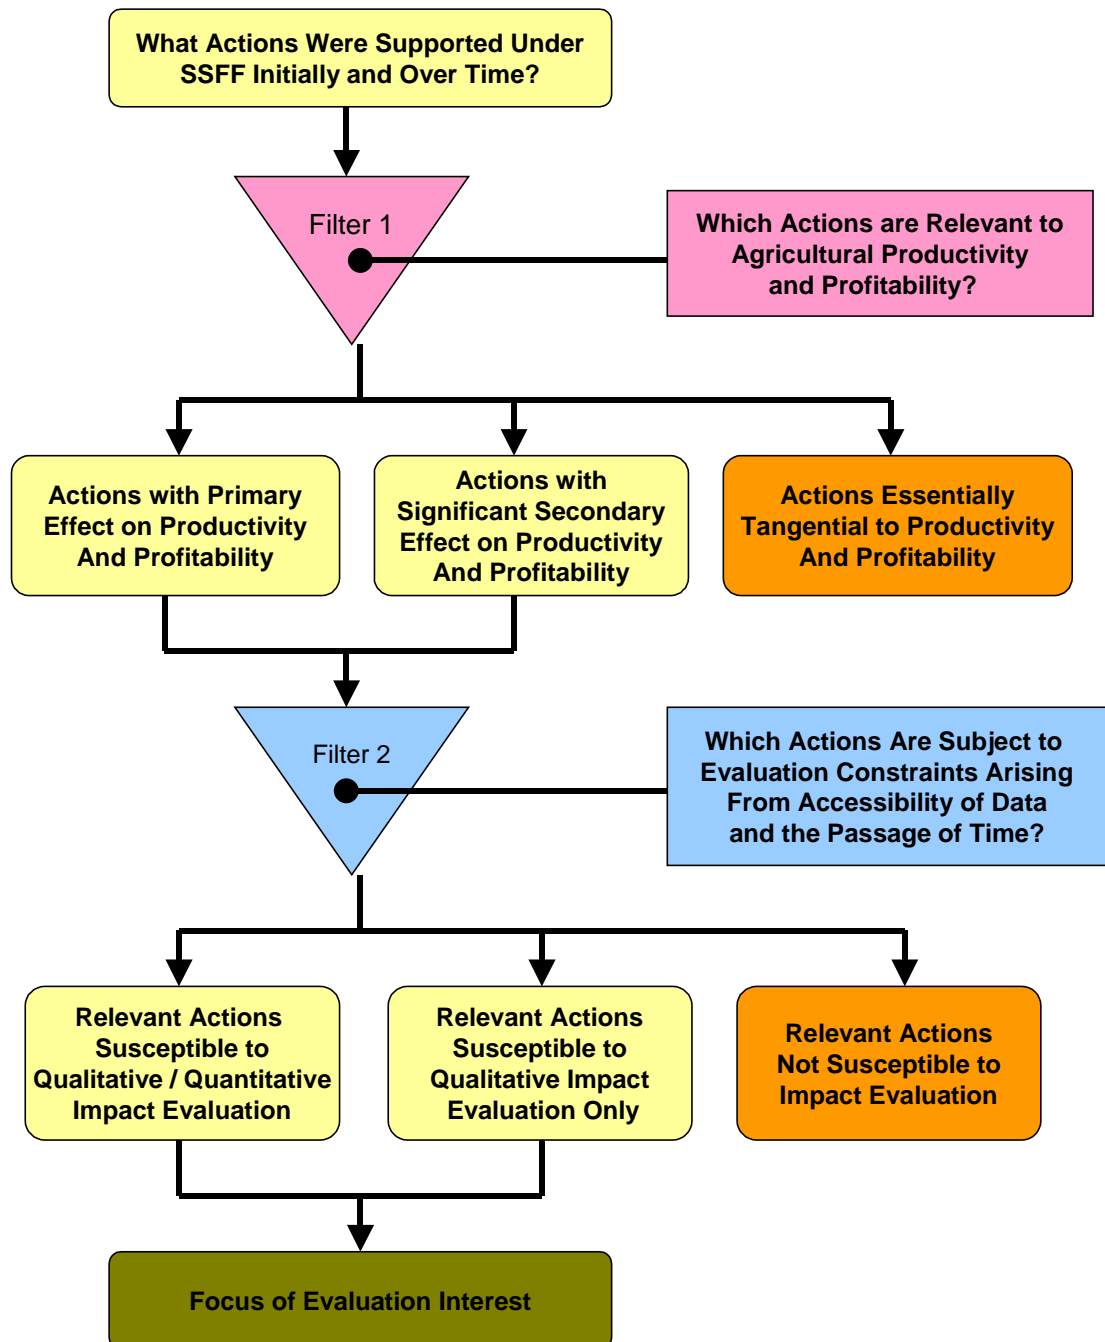 What Actions Were Supported Under
SSFF Initially and Over Time?
Filter 1
Which Actions are Relevant to
Agricultural Productivity
and Profitability?
Actions with Primary
Effect on Productivity
And Profitability
Actions with
Significant Secondary
Effect on Productivity
And Profitability
Actions Essentially
Tangential to Productivity
And Profitability
Filter 2
Which Actions Are Subject to
Evaluation Constraints Arising
From Accessibility of Data
and the Passage of Time?
Relevant Actions
Susceptible to
Qualitative / Quantitative
Impact Evaluation
Relevant Actions
Susceptible to
Qualitative Impact
Evaluation Only
Relevant Actions
Not Susceptible to
Impact Evaluation
Focus of Evaluation Interest